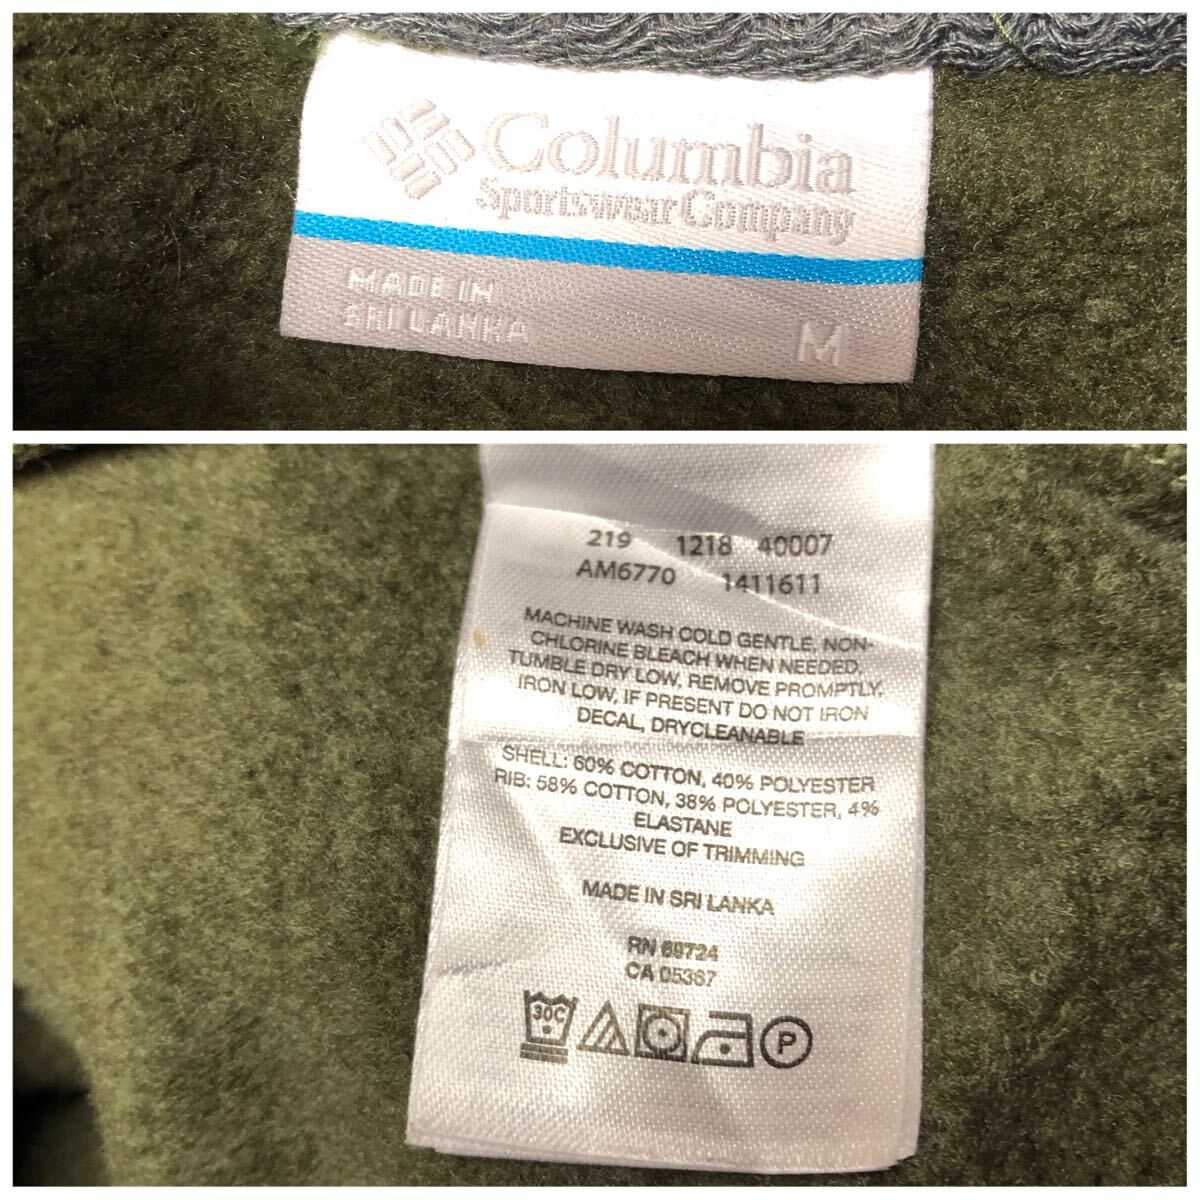 Columbia
Sportswear Company
MADE IN
SRI LANKA
M
219 1218 40007
AM6770 1411611
MACHINE WASH COLD GENTLE, NON-
CHLORINE BLEACH WHEN NEEDED,
TUMBLE DRY LOW, REMOVE PROMPTLY,
IRON LOW, IF PRESENT DO NOT IRON
DECAL, DRYCLEANABLE
SHELL: 60% COTTON, 40% POLYESTER
RIB: 58% COTTON, 38% POLYESTER, 4%
ELASTANE
EXCLUSIVE OF TRIMMING
MADE IN SRI LANKA
RN 69724
CA 05367
30C
P